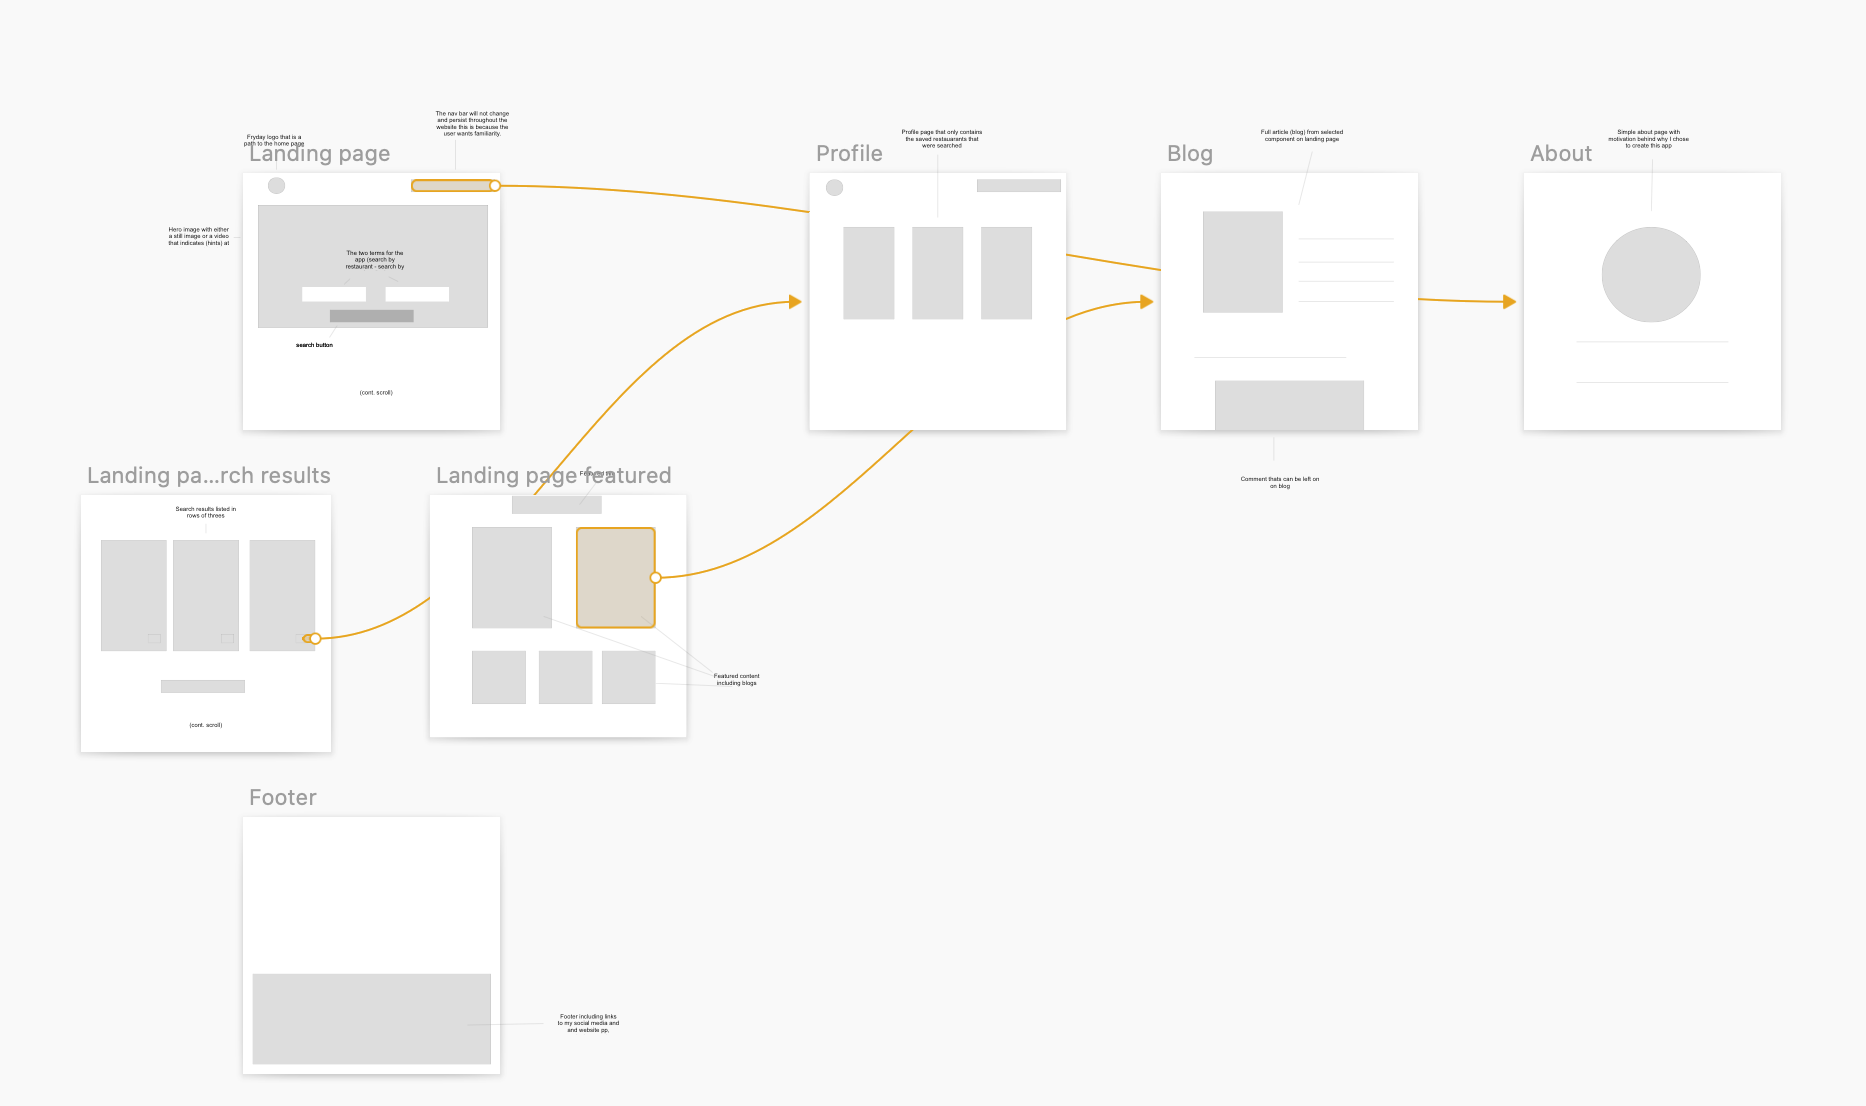 The nav bar will not change
and persist throughout the
website this is because the
user wants familiarity.
Fryday logo that is a
path to the home page
Landing page
Hero image with either
a still image or a video
that indicates (hints) at
The two terms for the
app (search by
restaurant - search by
search button
(cont. scroll)
Profile page that only contains
the saved restauarants that
were searched
Profile
Full article (blog) from selected
component on landing page
Blog
Comment thats can be left on
on blog
Simple about page with
motivation behind why I chose
to create this app
About
Landing pa...rch results
Search results listed in
rows of threes
(cont. scroll)
Landing page featured
Featured content
including blogs
Footer
Footer including links
to my social media and
and website pp,